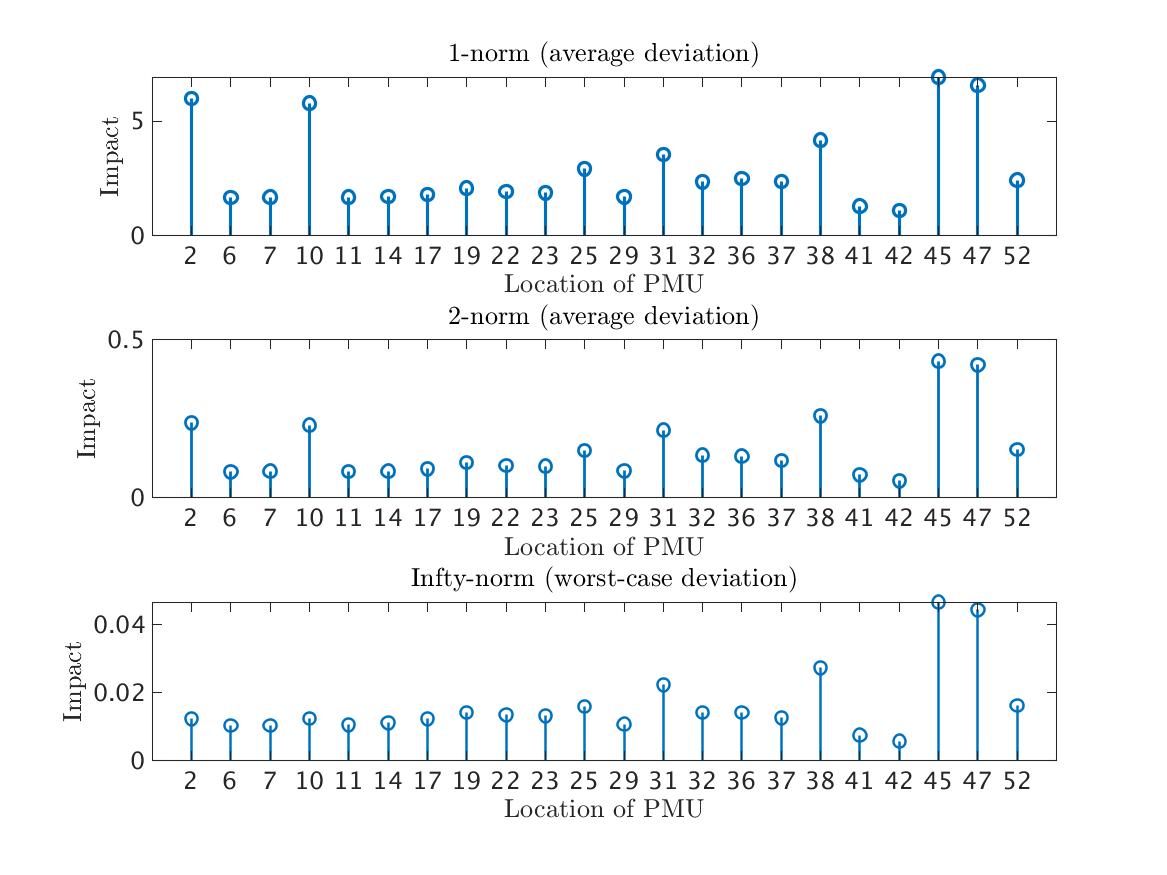 1-norm (average deviation)
Impact
5
0
2 6 7 10 11 14 17 19 22 23 25 29 31 32 36 37 38 41 42 45 47 52
Location of PMU
2-norm (average deviation)
Impact
0.5
0
2 6 7 10 11 14 17 19 22 23 25 29 31 32 36 37 38 41 42 45 47 52
Location of PMU
Infty-norm (worst-case deviation)
Impact
0.04
0.02
0
2 6 7 10 11 14 17 19 22 23 25 29 31 32 36 37 38 41 42 45 47 52
Location of PMU